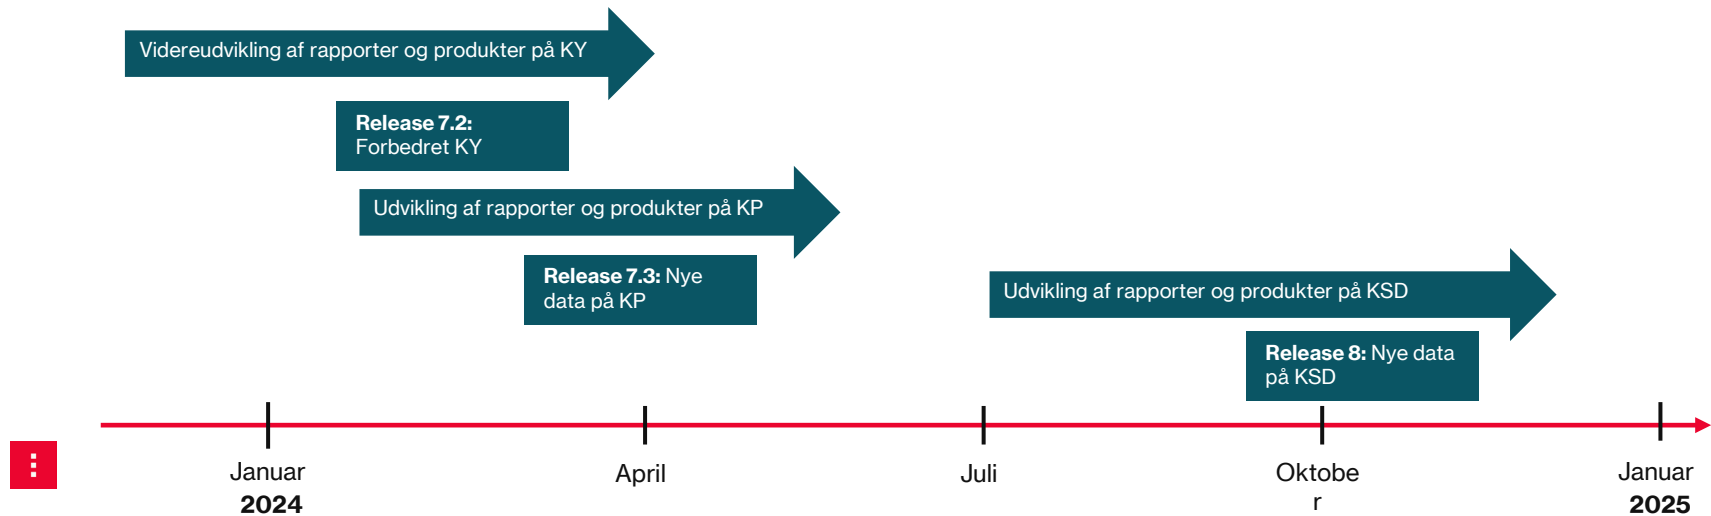 Videreudvikling af rapporter og produkter på KY
Release 7.2:
Forbedret KY
Udvikling af rapporter og produkter på KP
Release 7.3: Nye
data på KP
Udvikling af rapporter og produkter på KSD
Release 8: Nye data
på KSD
Januar
2024
April
Juli
Oktobe
r
Januar
2025